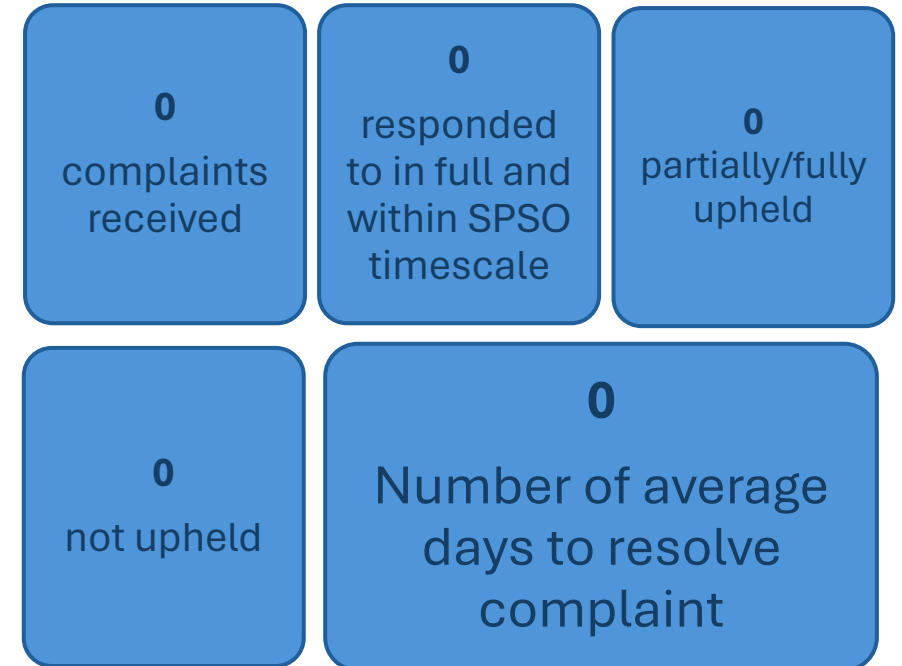 0
complaints
received
0
responded
to in full and
within SPSO
timescale
0
partially/fully
upheld
0
not upheld
0
Number of average
days to resolve
complaint